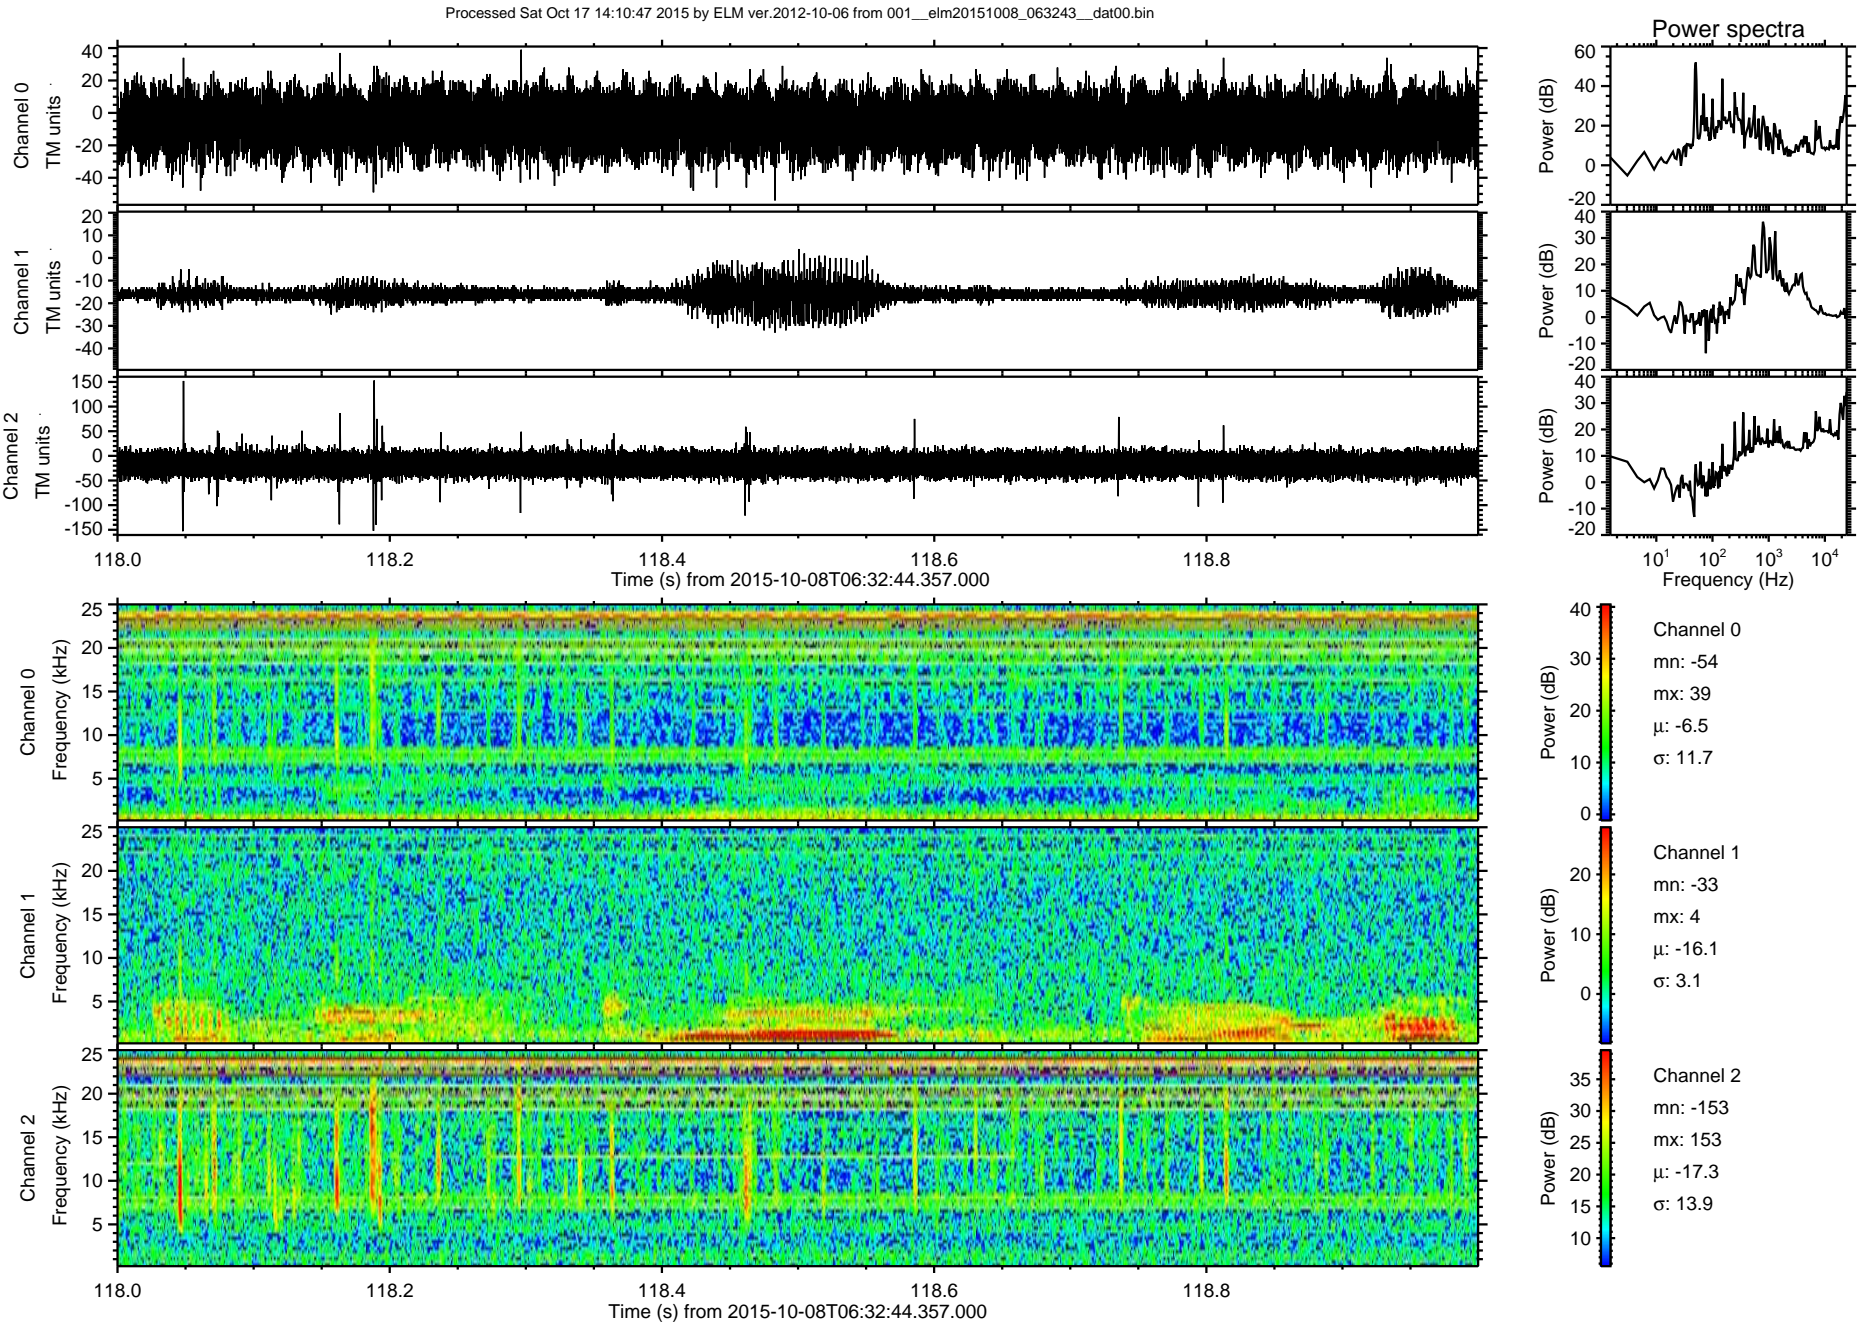 Processed Sat Oct 17 14:10:47 2015 by ELM ver.2012-10-06 from 001__elm20151008_063243__dat00.bin
Power spectra
Channel 0
TM units
40
20
0
-20
-40
Power (dB)
60
40
20
0
-20
Channel 1
TM units
20
10
0
-10
-20
-30
-40
Power (dB)
40
30
20
10
0
-10
-20
Channel 2
TM units
150
100
50
0
-50
-100
-150
Power (dB)
40
30
20
10
0
-10
-20
118.0 118.2 118.4 118.6 118.8
Time (s) from 2015-10-08T06:32:44.357.000
10^1 10^2 10^3 10^4
Frequency (Hz)
Channel 0
Frequency (kHz)
25
20
15
10
5
Power (dB)
40
30
20
10
0
Channel 0
mn: -54
mx: 39
μ: -6.5
σ: 11.7
Channel 1
Frequency (kHz)
25
20
15
10
5
Power (dB)
20
10
0
Channel 1
mn: -33
mx: 4
μ: -16.1
σ: 3.1
Channel 2
Frequency (kHz)
25
20
15
10
5
Power (dB)
35
30
25
20
15
10
Channel 2
mn: -153
mx: 153
μ: -17.3
σ: 13.9
118.0 118.2 118.4 118.6 118.8
Time (s) from 2015-10-08T06:32:44.357.000